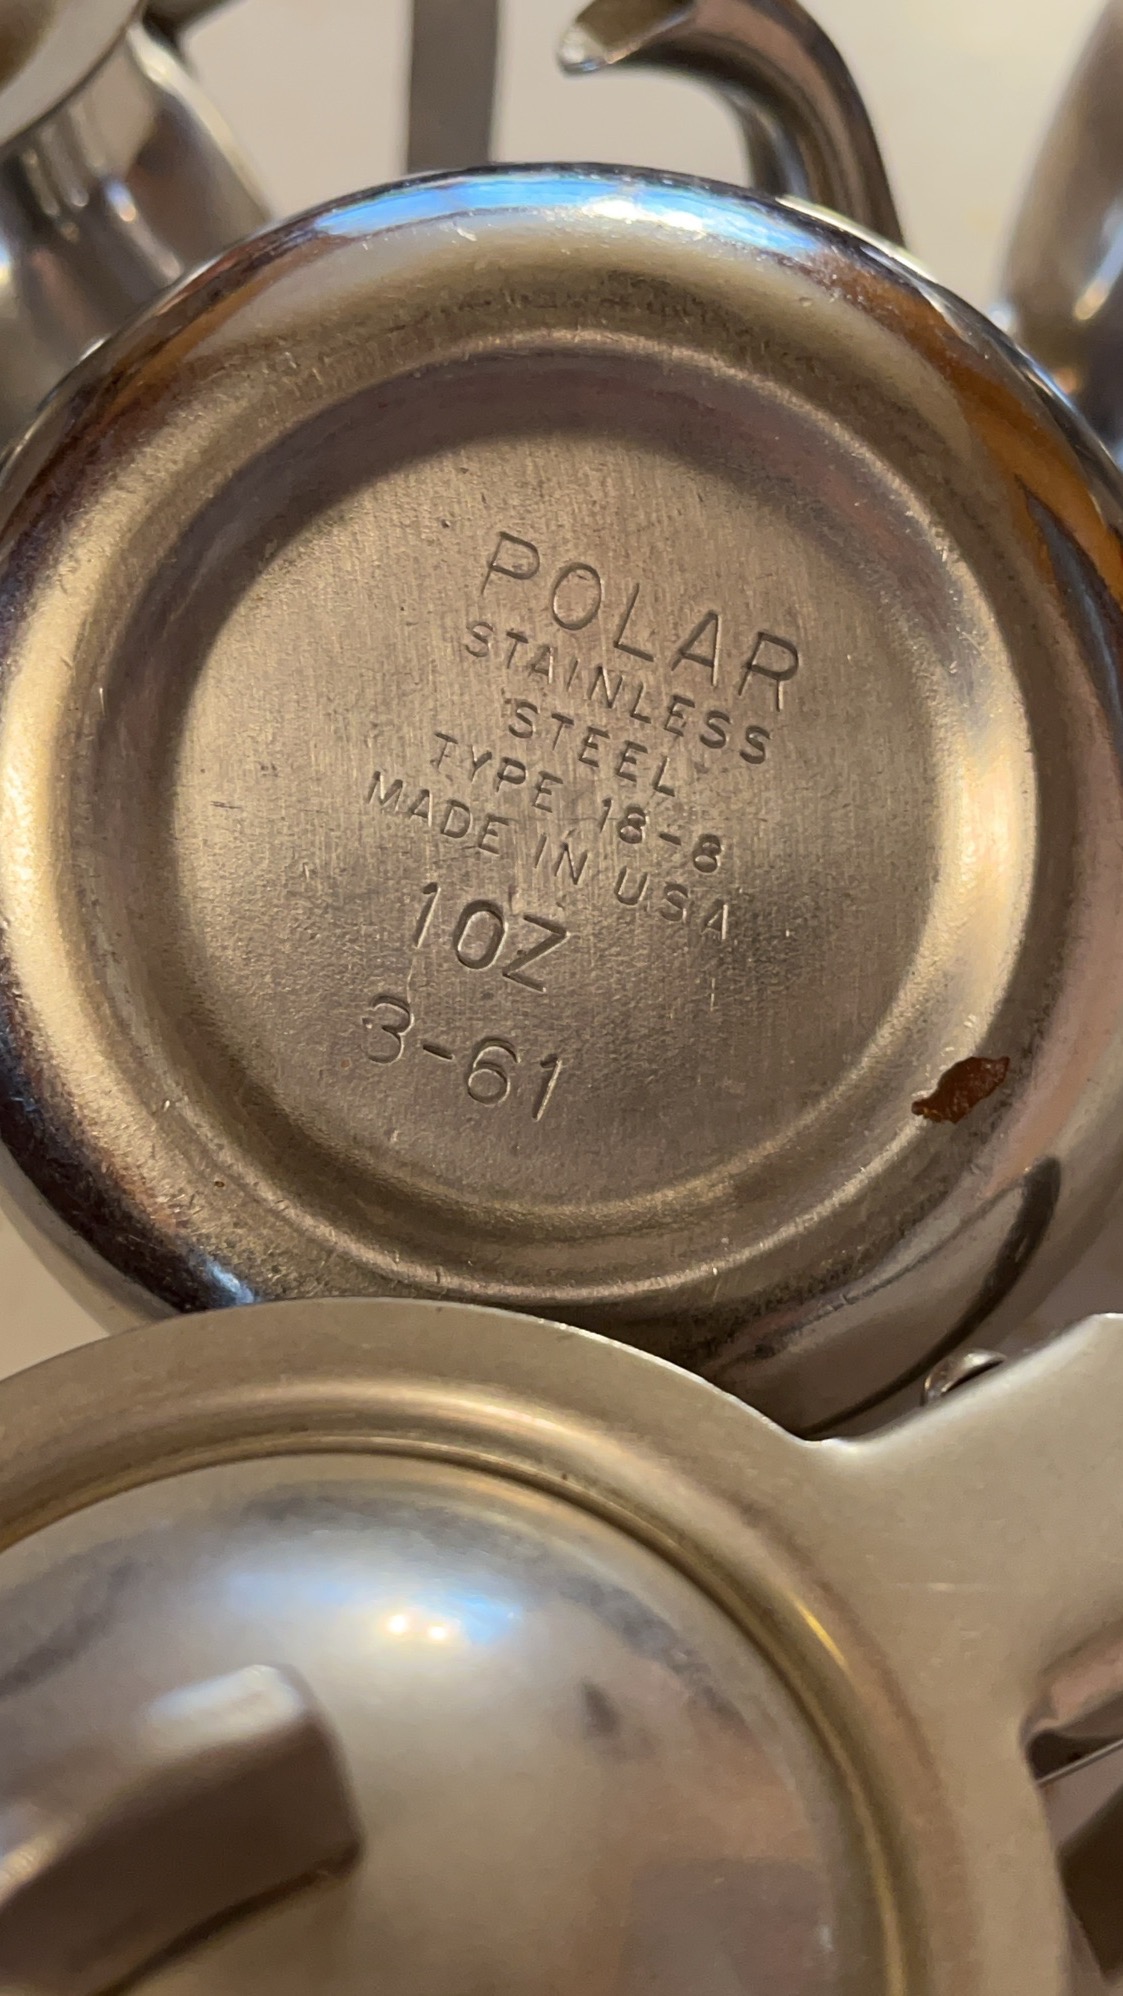 POLAR
STAINLESS
STEEL
TYPE 18-8
MADE IN USA
10Z
3-61